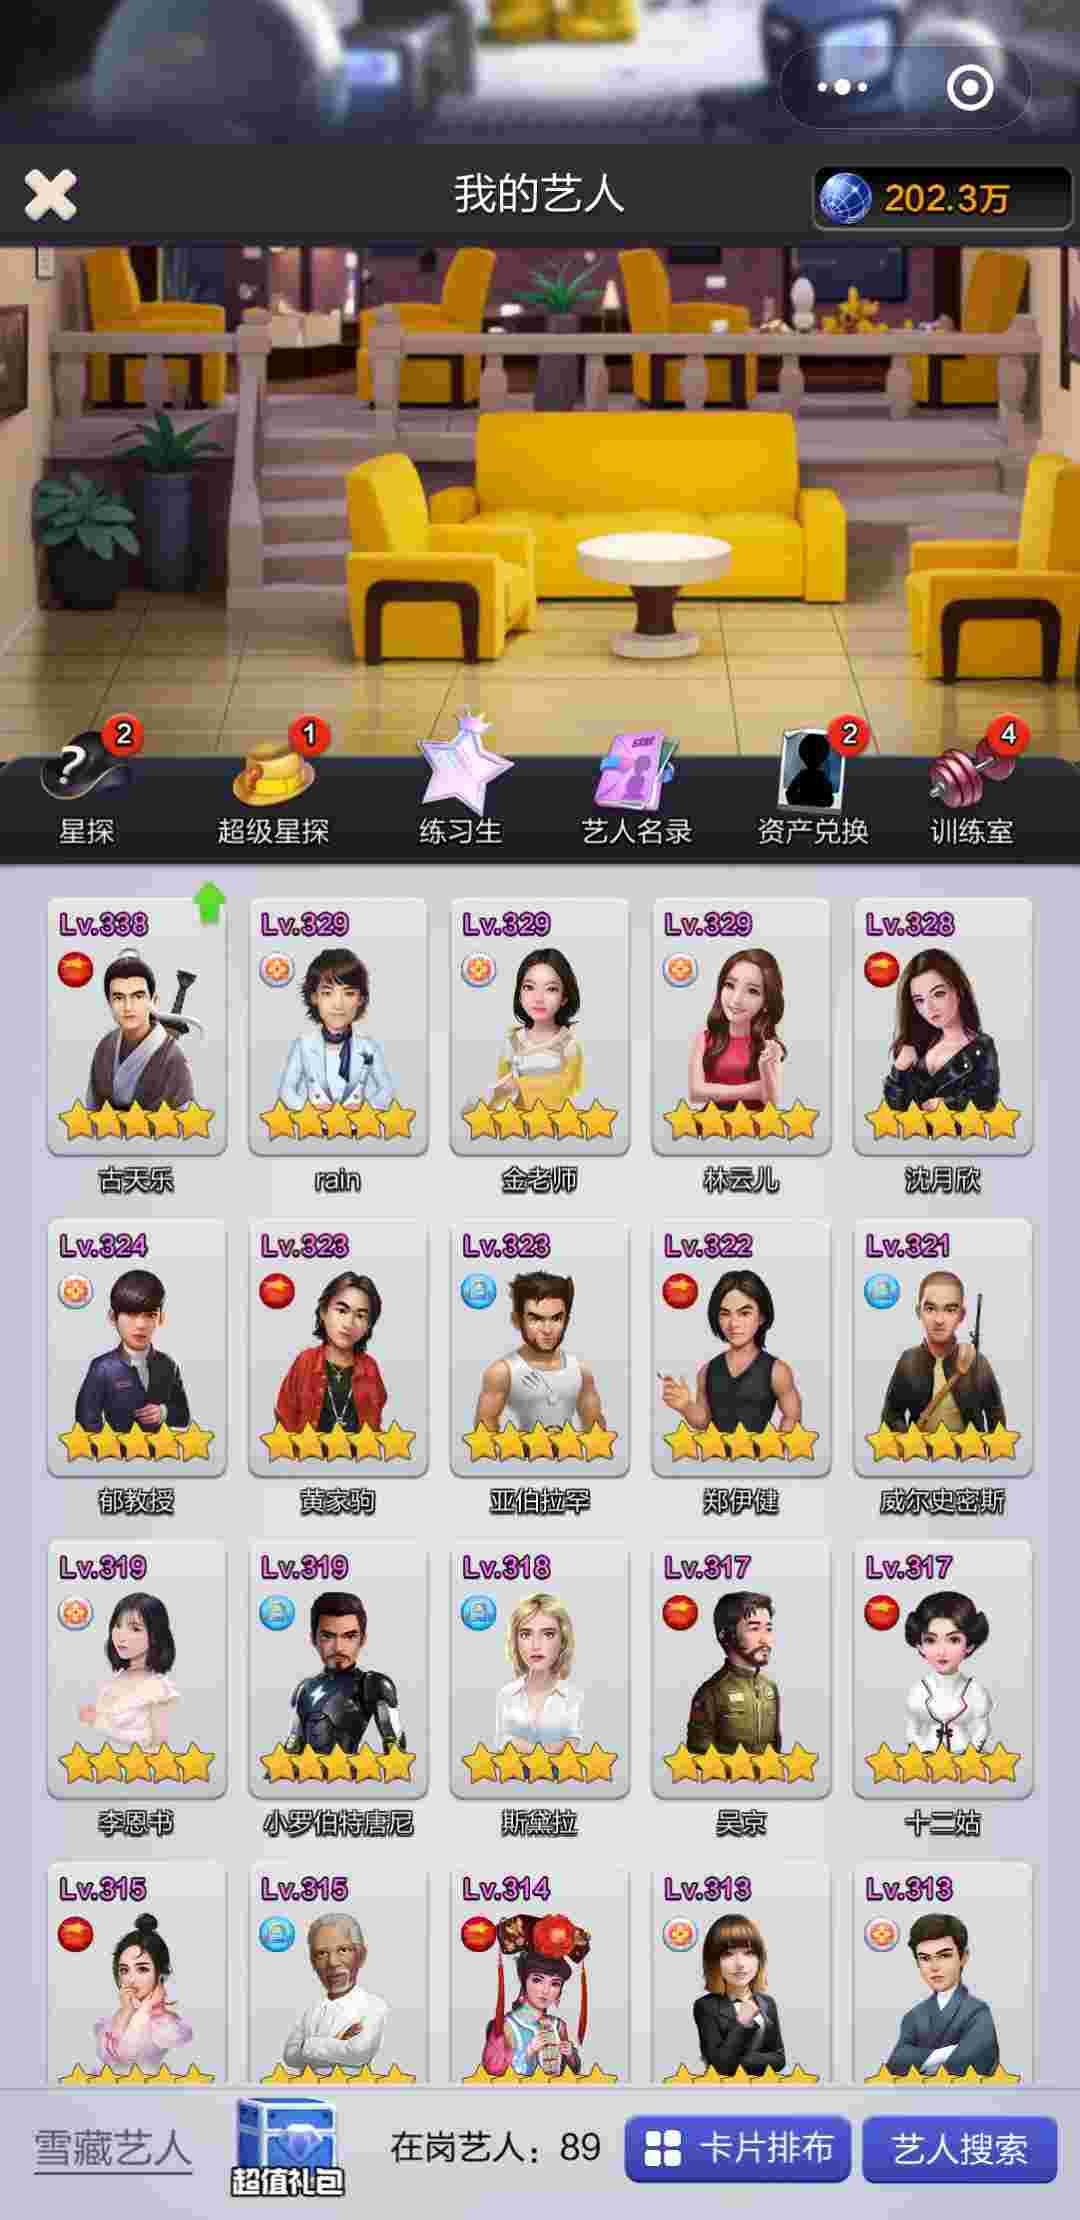 我的艺人
202.3万
2
1
2
4
星探
超级星探
练习生
艺人名录
资产兑换
训练室
Lv.338
Lv.329
Lv.329
Lv.329
Lv.328
古天乐
rain
金老师
林云儿
沈月欣
Lv.324
Lv.323
Lv.323
Lv.322
Lv.321
郁教授
黄家驹
亚伯拉罕
郑伊健
威尔史密斯
Lv.319
Lv.319
Lv.318
Lv.317
Lv.317
李恩书
小罗伯特唐尼
斯黛拉
吴京
十二姑
Lv.315
Lv.315
Lv.314
Lv.313
Lv.313
雪藏艺人
超值礼包
在岗艺人：89
卡片排布
艺人搜索